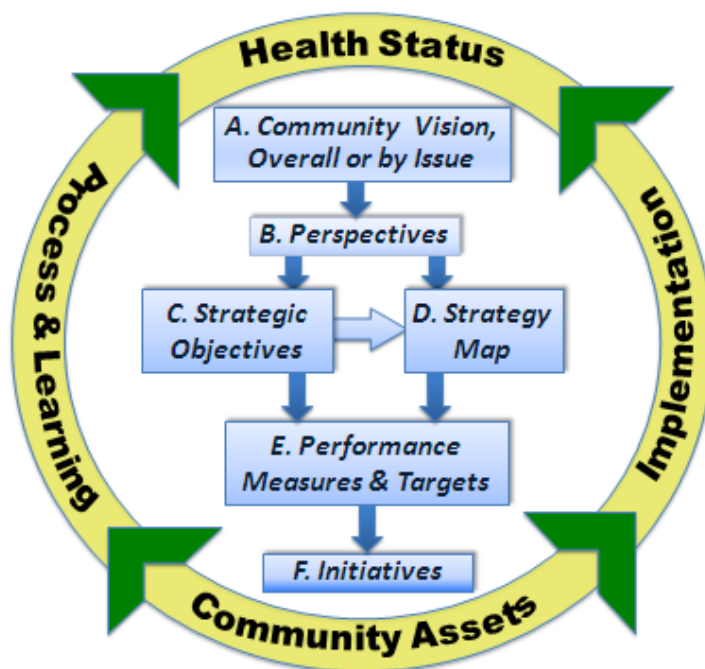 Health Status
A. Community Vision,
Overall or by Issue
B. Perspectives
C. Strategic
Objectives
D. Strategy
Map
E. Performance
Measures & Targets
F. Initiatives
Process & Learning
Implementation
Community Assets